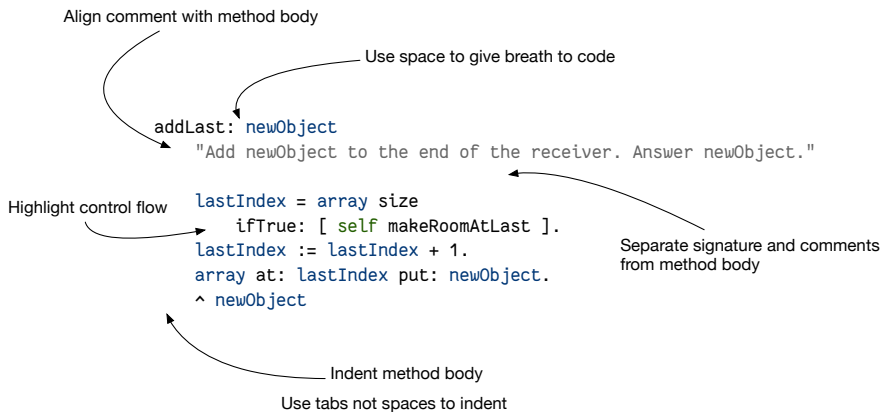 Align comment with method body
Use space to give breath to code
addLast: newObject
"Add newObject to the end of the receiver. Answer newObject."
lastIndex = array size
Highlight control flow
ifTrue: [ self makeRoomAtLast ].
lastIndex := lastIndex + 1.
array at: lastIndex put: newObject.
^ newObject
Separate signature and comments
from method body
Indent method body
Use tabs not spaces to indent